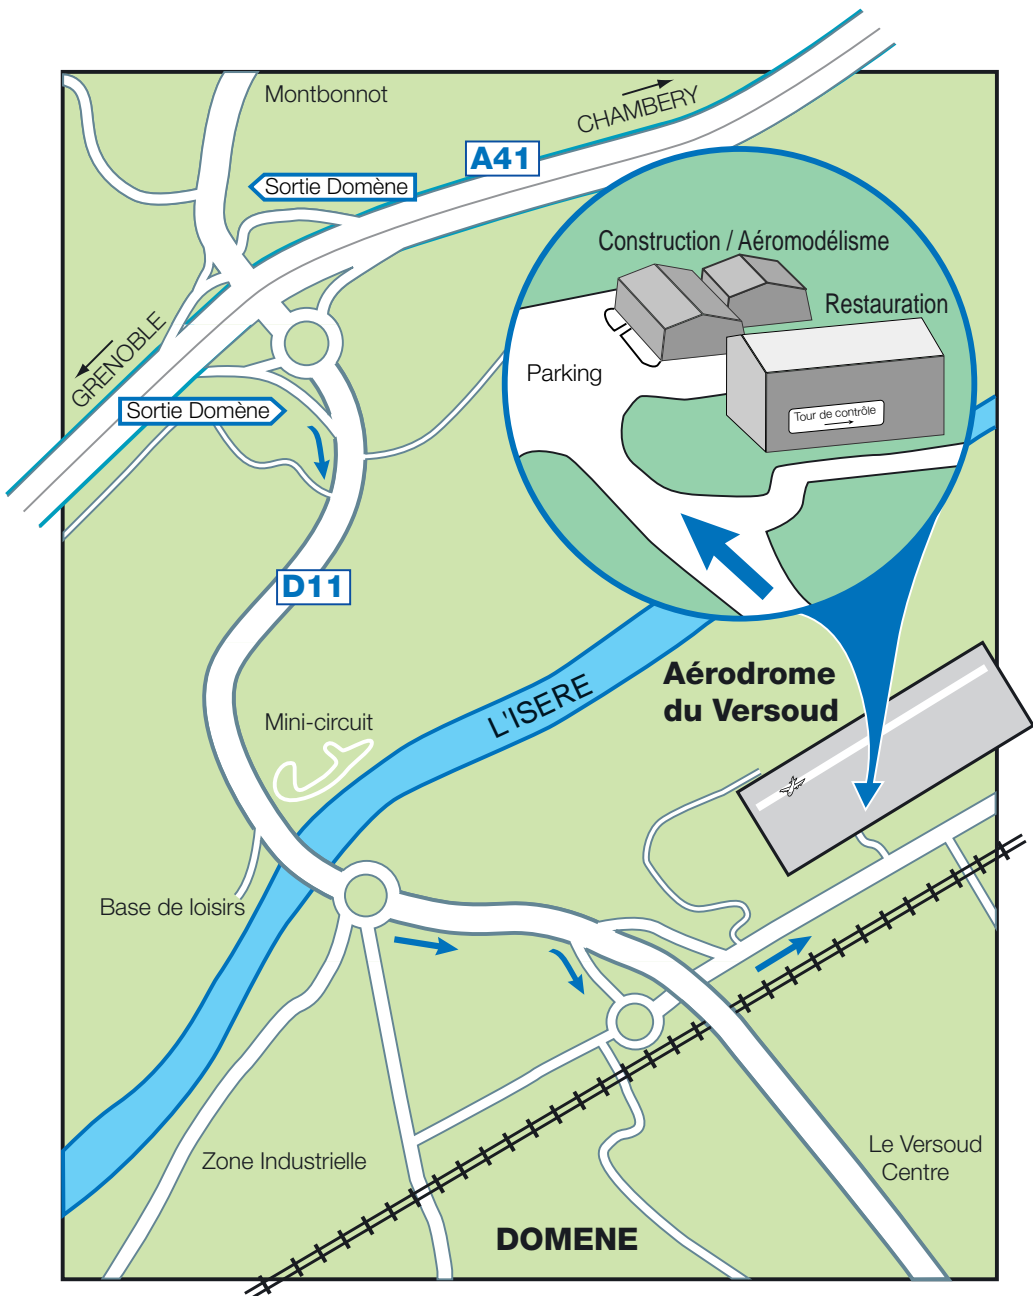 Montbonnot
CHAMBERY
A41
Sortie Domène
Construction / Aéromodélisme
Restauration
GRENOBLE
Parking
Sortie Domène
Tour de contrôle
D11
Aérodrome
du Versoud
L'ISERE
Mini-circuit
Base de loisirs
Zone Industrielle
Le Versoud
Centre
DOMENE